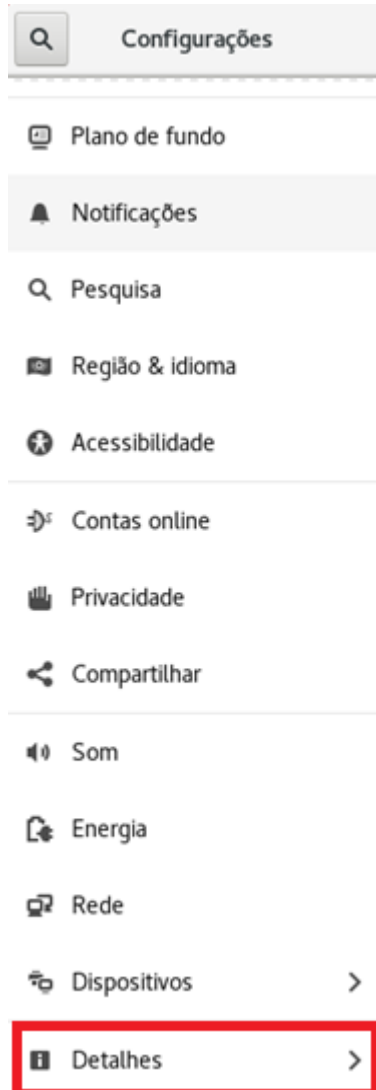 Configurações
Plano de fundo
Notificações
Pesquisa
Região & idioma
Acessibilidade
Contas online
Privacidade
Compartilhar
Som
Energia
Rede
Dispositivos
Detalhes